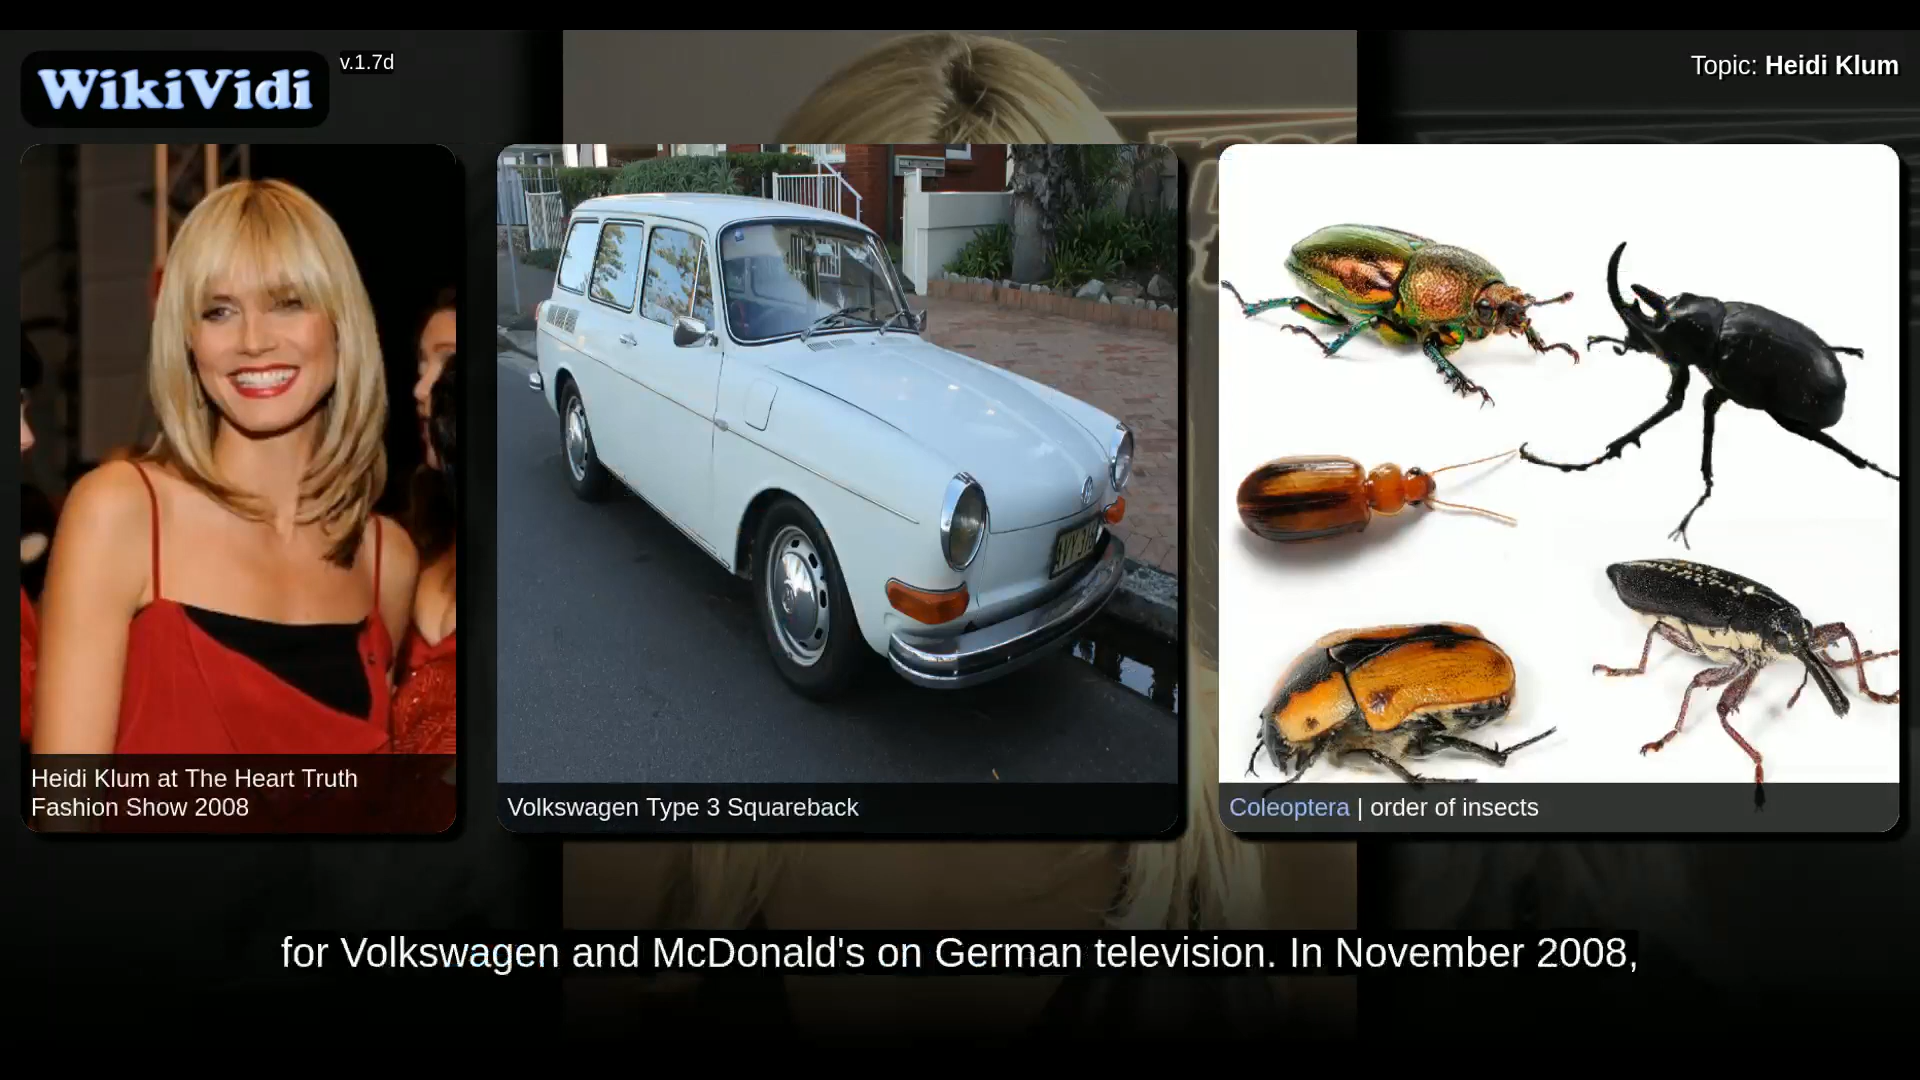 WikiVidi
v.1.7d
Topic: Heidi Klum
Heidi Klum at The Heart Truth
Fashion Show 2008
Volkswagen Type 3 Squareback
Coleoptera | order of insects
for Volkswagen and McDonald's on German television. In November 2008,